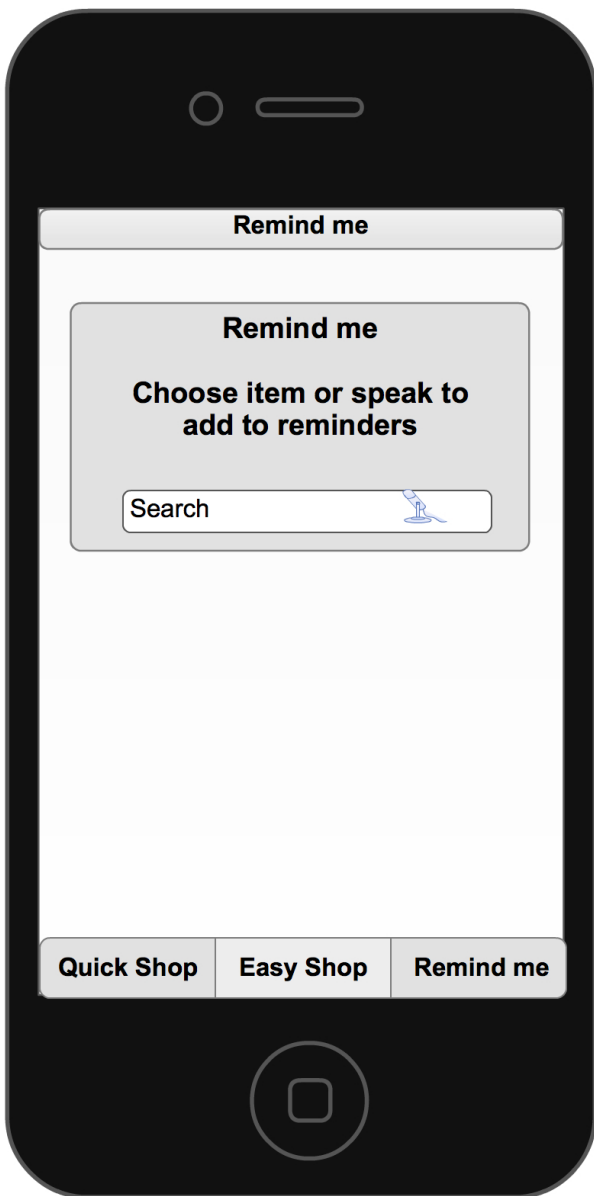 Remind me
Remind me
Choose item or speak to
add to reminders
Search
Quick Shop Easy Shop Remind me